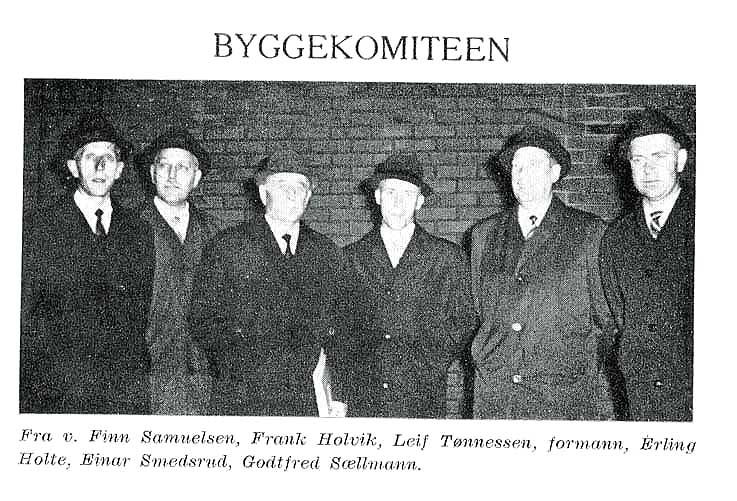 BYGGEKOMITEEN
Fra v. Finn Samuelsen, Frank Holvik, Leif Tønnessen, formann, Erling
Holte, Einar Smedsrud, Godtfred Sællmann.